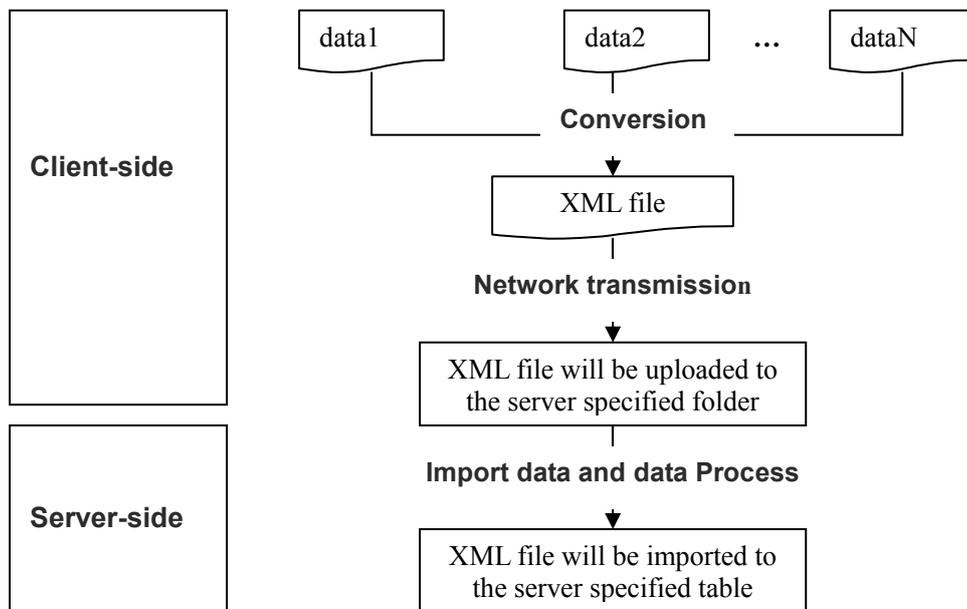 data1
data2
...
dataN
Conversion
Client-side
XML file
Network transmission
XML file will be uploaded to
the server specified folder
Import data and data Process
Server-side
XML file will be imported to
the server specified table